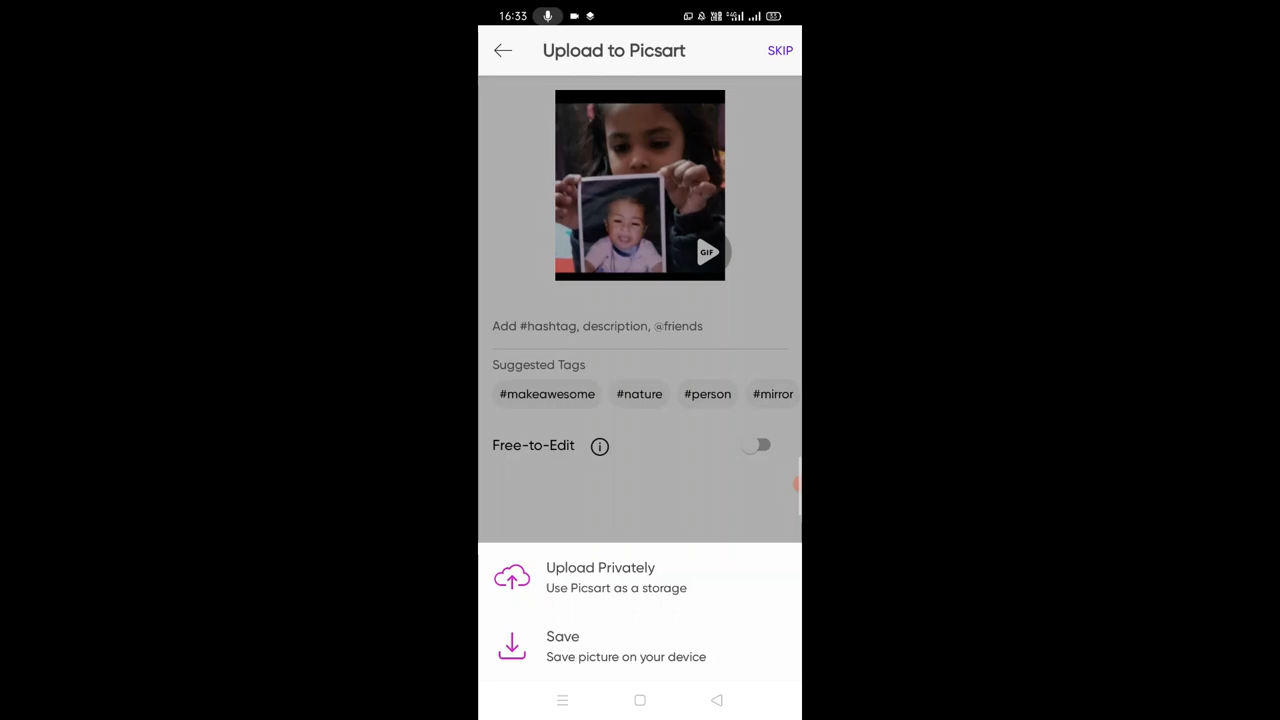 16:33
Upload to Picsart
SKIP
GIF
Add #hashtag, description, @friends
Suggested Tags
#makeawesome #nature #person #mirror
Free-to-Edit
Upload Privately
Use Picsart as a storage
Save
Save picture on your device